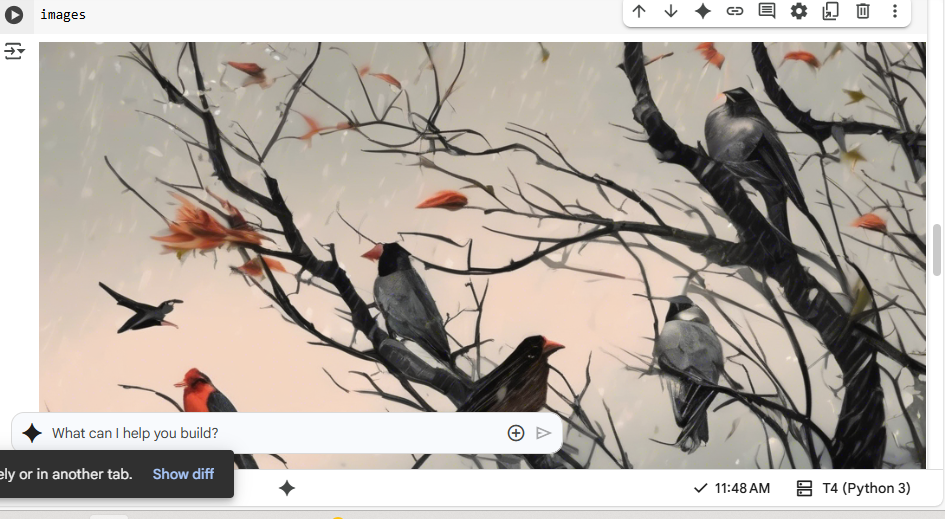 images
What can I help you build?
ely or in another tab. Show diff
11:48 AM T4 (Python 3)